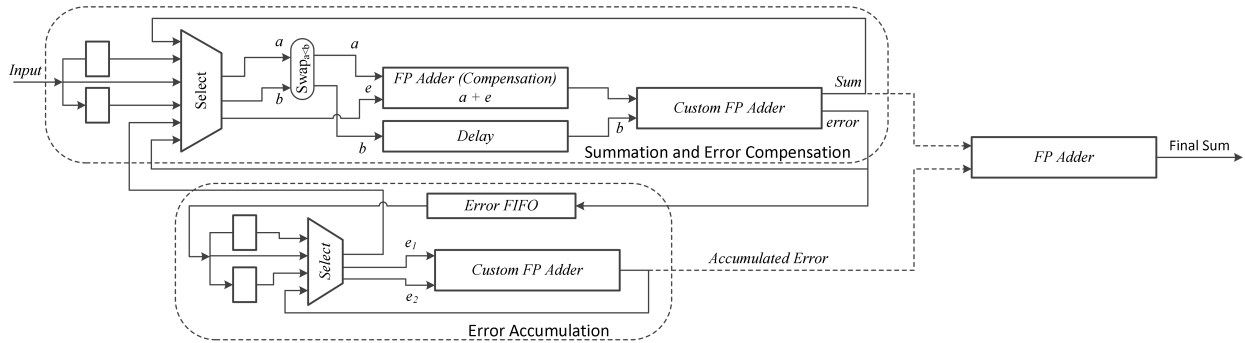 Input
Select
a
b
Swap a<b
a
e
b
FP Adder (Compensation)
a + e
Delay
b
Custom FP Adder
Sum
error
Summation and Error Compensation
FP Adder
Final Sum
Error FIFO
Select
e1
e2
Custom FP Adder
Accumulated Error
Error Accumulation